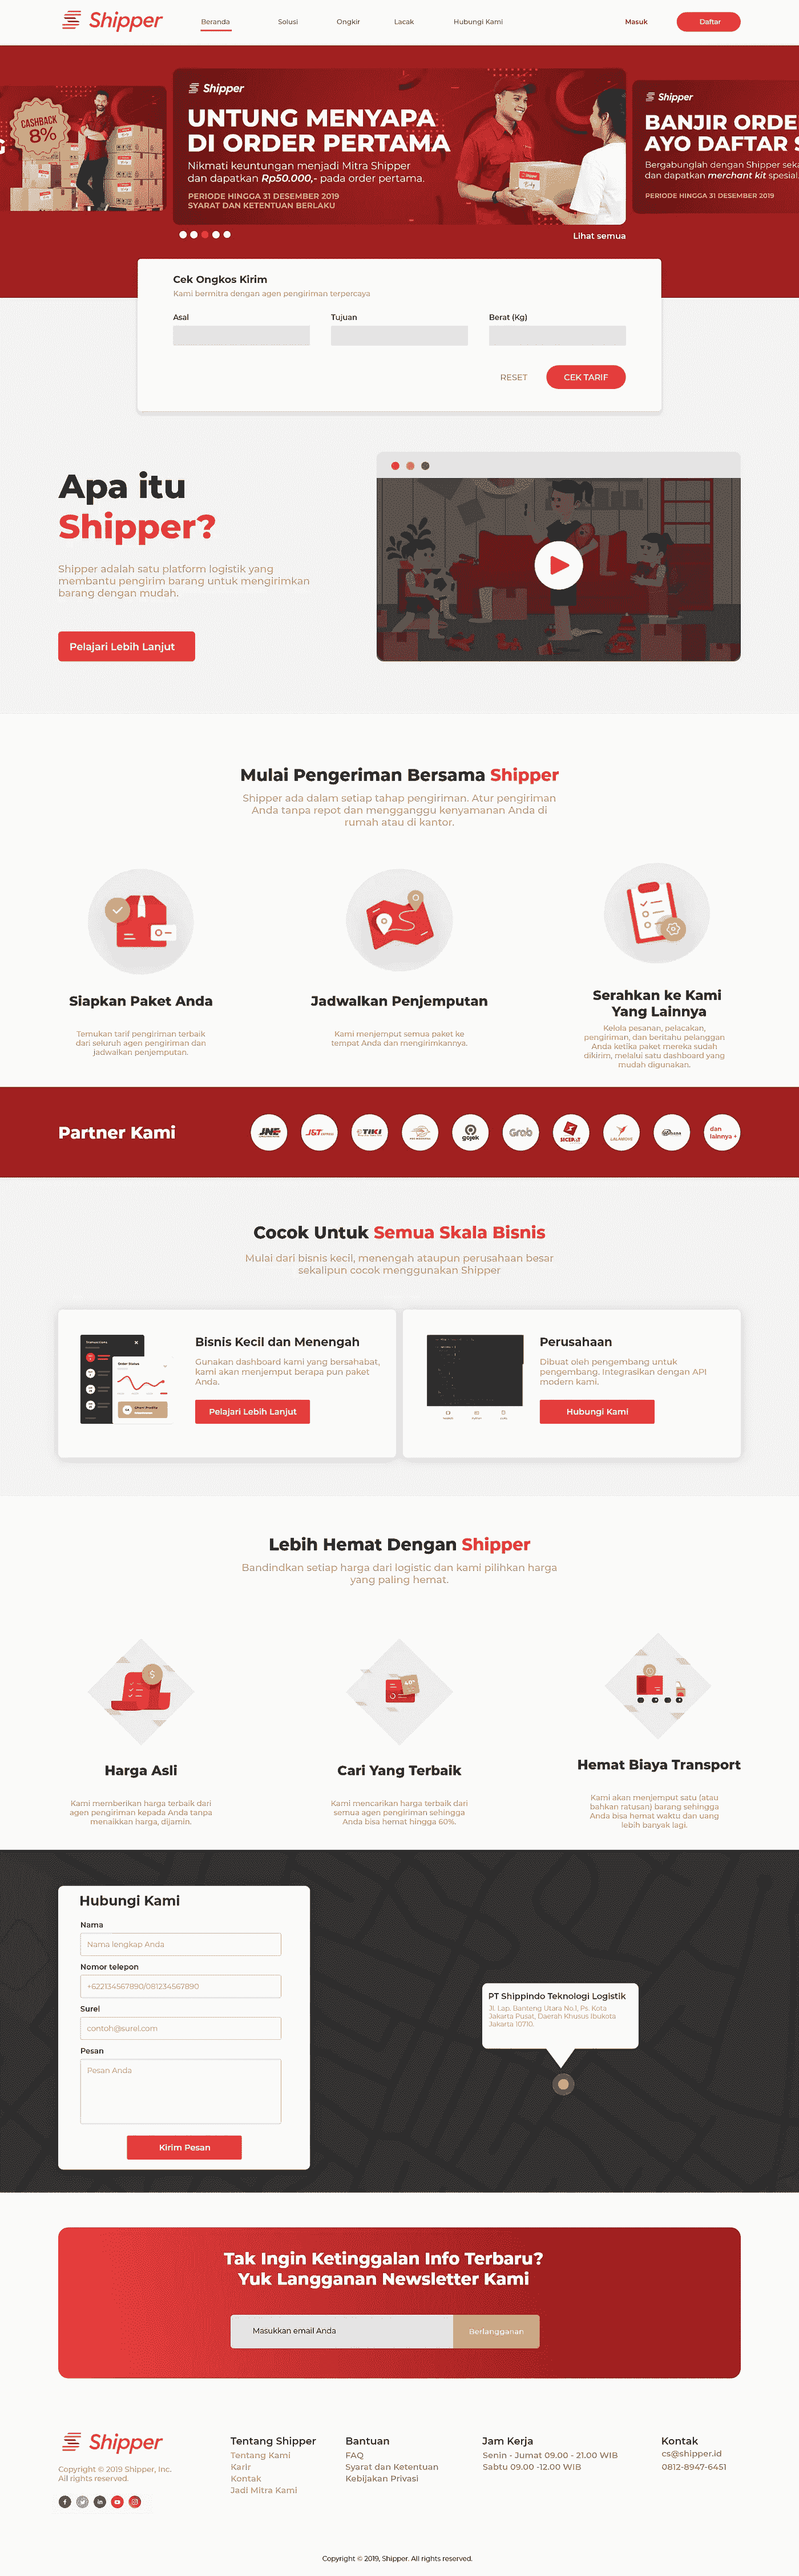 Shipper
Beranda
Solusi
Ongkir
Lacak
Hubungi Kami
Masuk
Daftar
CASHBACK
8%
Shipper
UNTUNG MENYAPA
DI ORDER PERTAMA
Nikmati keuntungan menjadi Mitra Shipper
dan dapatkan Rp50.000,- pada order pertama.
PERIODE HINGGA 31 DESEMBER 2019
SYARAT DAN KETENTUAN BERLAKU
Shipper
BANJIR ORDE
AYO DAFTAR S
Bergabunglah dengan Shipper seka
dan dapatkan merchant kit spesial
PERIODE HINGGA 31 DESEMBER 2019
Lihat semua
Cek Ongkos Kirim
Kami bermitra dengan agen pengiriman terpercaya
Asal
Tujuan
Berat (Kg)
RESET
CEK TARIF
Apa itu
Shipper?
Shipper adalah satu platform logistik yang
membantu pengirim barang untuk mengirimkan
barang dengan mudah.
Pelajari Lebih Lanjut
Mulai Pengeriman Bersama Shipper
Shipper ada dalam setiap tahap pengiriman. Atur pengiriman
Anda tanpa repot dan mengganggu kenyamanan Anda di
rumah atau di kantor.
Siapkan Paket Anda
Temukan tarif pengiriman terbaik
dari seluruh agen pengiriman dan
jadwalkan penjemputan.
Jadwalkan Penjemputan
Kami menjemput semua paket ke
tempat Anda dan mengirimkannya.
Serahkan ke Kami
Yang Lainnya
Kelola pesanan, pelacakan,
pengiriman, dan beritahu pelanggan
Anda ketika paket mereka sudah
dikirim, melalui satu dashboard yang
mudah digunakan.
Partner Kami
JNE
J&T EXPRESS
TIKI
gojek
Grab
SICEPAT
LALAMOVE
dan
lainnya +
Cocok Untuk Semua Skala Bisnis
Mulai dari bisnis kecil, menengah ataupun perusahaan besar
sekalipun cocok menggunakan Shipper
Order Status
Bisnis Kecil dan Menengah
Gunakan dashboard kami yang bersahabat,
kami akan menjemput berapa pun paket
Anda.
Pelajari Lebih Lanjut
Perusahaan
Dibuat oleh pengembang untuk
pengembang. Integrasikan dengan API
modern kami.
Hubungi Kami
Lebih Hemat Dengan Shipper
Bandindkan setiap harga dari logistic dan kami pilihkan harga
yang paling hemat.
$
Harga Asli
Kami memberikan harga terbaik dari
agen pengiriman kepada Anda tanpa
menaikkan harga, dijamin.
Cari Yang Terbaik
Kami mencarikan harga terbaik dari
semua agen pengiriman sehingga
Anda bisa hemat hingga 60%.
Hemat Biaya Transport
Kami akan menjemput satu (atau
bahkan ratusan) barang sehingga
Anda bisa hemat waktu dan uang
lebih banyak lagi.
Hubungi Kami
Nama
Nama lengkap Anda
Nomor telepon
+622134567890/081234567890
Surel
contoh@surel.com
Pesan
Pesan Anda
Kirim Pesan
PT Shippindo Teknologi Logistik
Jl. Lap. Banteng Utara No.1, Ps. Kota
Jakarta Pusat, Daerah Khusus Ibukota
Jakarta 10710.
Tak Ingin Ketinggalan Info Terbaru?
Yuk Langganan Newsletter Kami
Masukkan email Anda
Berlangganan
Shipper
Copyright © 2019 Shipper, Inc.
All rights reserved.
Tentang Shipper
Tentang Kami
Karir
Kontak
Jadi Mitra Kami
Bantuan
FAQ
Syarat dan Ketentuan
Kebijakan Privasi
Jam Kerja
Senin - Jumat 09.00 - 21.00 WIB
Sabtu 09.00 -12.00 WIB
Kontak
cs@shipper.id
0812-8947-6451
Copyright © 2019, Shipper. All rights reserved.